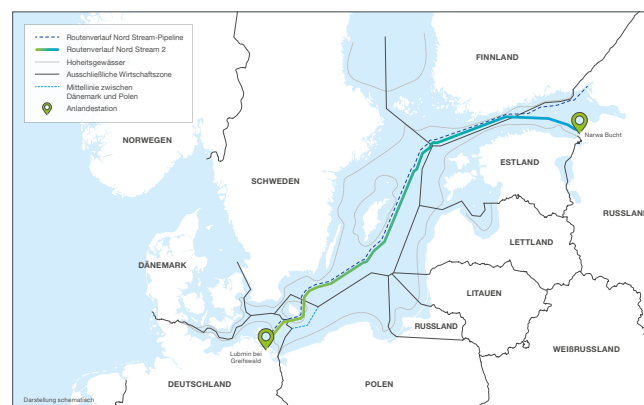 Routenverlauf Nord Stream-Pipeline
Routenverlauf Nord Stream 2
Hoheitsgewässer
Ausschließliche Wirtschaftszone
Mittellinie zwischen
Dänemark und Polen
Anlandestation
FINNLAND
NORWEGEN
Narwa Bucht
ESTLAND
SCHWEDEN
RUSSLAND
LETTLAND
DÄNEMARK
LITAUEN
RUSSLAND
WEIßRUSSLAND
Lubmin bei
Greifswald
DEUTSCHLAND
POLEN
Darstellung schematisch